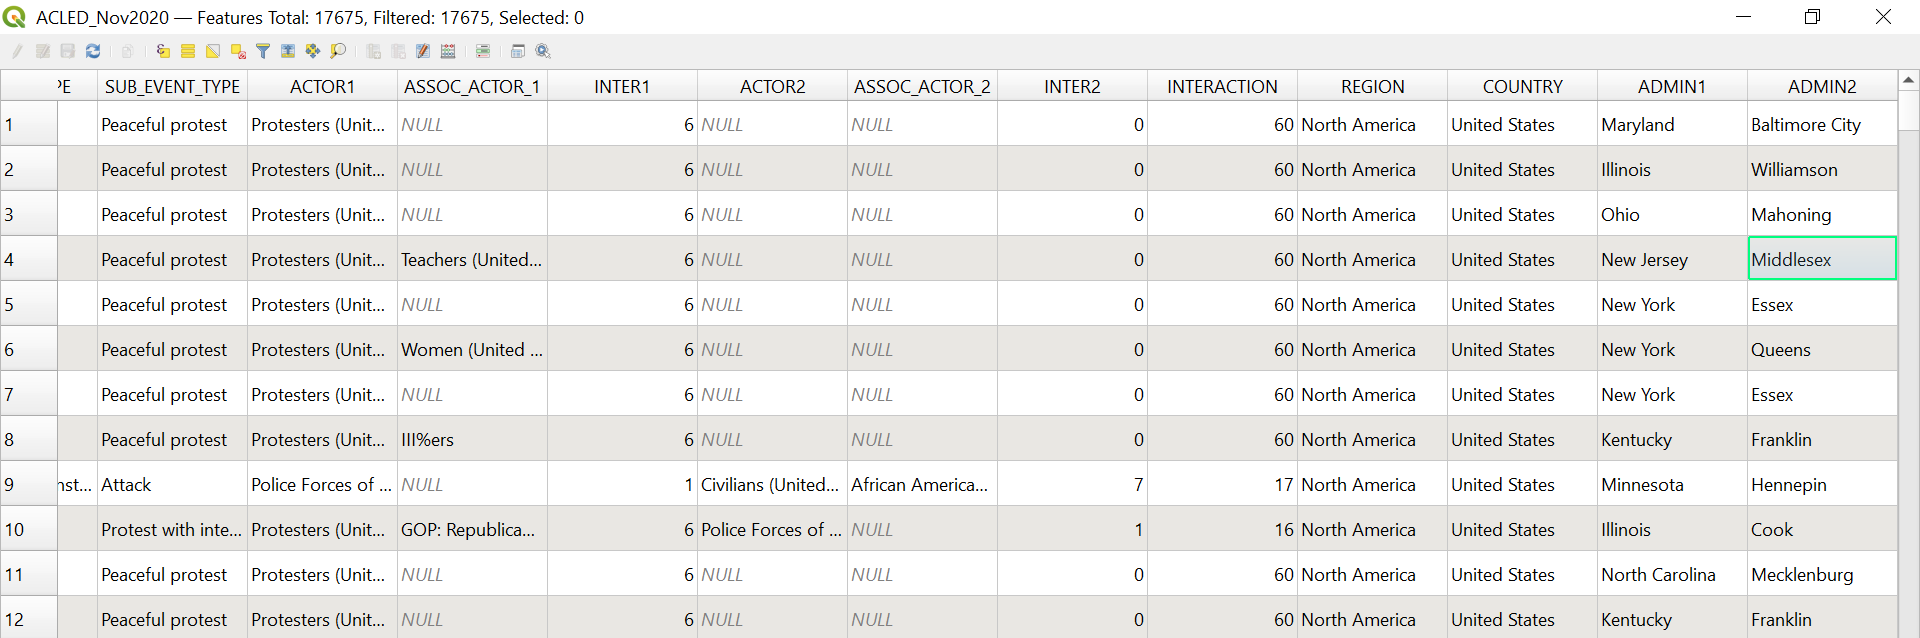 ACLED_Nov2020 — Features Total: 17675, Filtered: 17675, Selected: 0
PE SUB_EVENT_TYPE ACTOR1 ASSOC_ACTOR_1 INTER1 ACTOR2 ASSOC_ACTOR_2 INTER2 INTERACTION REGION COUNTRY ADMIN1 ADMIN2
1 Peaceful protest Protesters (Unit... NULL 6 NULL NULL 0 60 North America United States Maryland Baltimore City
2 Peaceful protest Protesters (Unit... NULL 6 NULL NULL 0 60 North America United States Illinois Williamson
3 Peaceful protest Protesters (Unit... NULL 6 NULL NULL 0 60 North America United States Ohio Mahoning
4 Peaceful protest Protesters (Unit... Teachers (United... 6 NULL NULL 0 60 North America United States New Jersey Middlesex
5 Peaceful protest Protesters (Unit... NULL 6 NULL NULL 0 60 North America United States New York Essex
6 Peaceful protest Protesters (Unit... Women (United ... 6 NULL NULL 0 60 North America United States New York Queens
7 Peaceful protest Protesters (Unit... NULL 6 NULL NULL 0 60 North America United States New York Essex
8 Peaceful protest Protesters (Unit... III%ers 6 NULL NULL 0 60 North America United States Kentucky Franklin
9 nst... Attack Police Forces of ... NULL 1 Civilians (United... African America... 7 17 North America United States Minnesota Hennepin
10 Protest with inte... Protesters (Unit... GOP: Republica... 6 Police Forces of ... NULL 1 16 North America United States Illinois Cook
11 Peaceful protest Protesters (Unit... NULL 6 NULL NULL 0 60 North America United States North Carolina Mecklenburg
12 Peaceful protest Protesters (Unit... NULL 6 NULL NULL 0 60 North America United States Kentucky Franklin